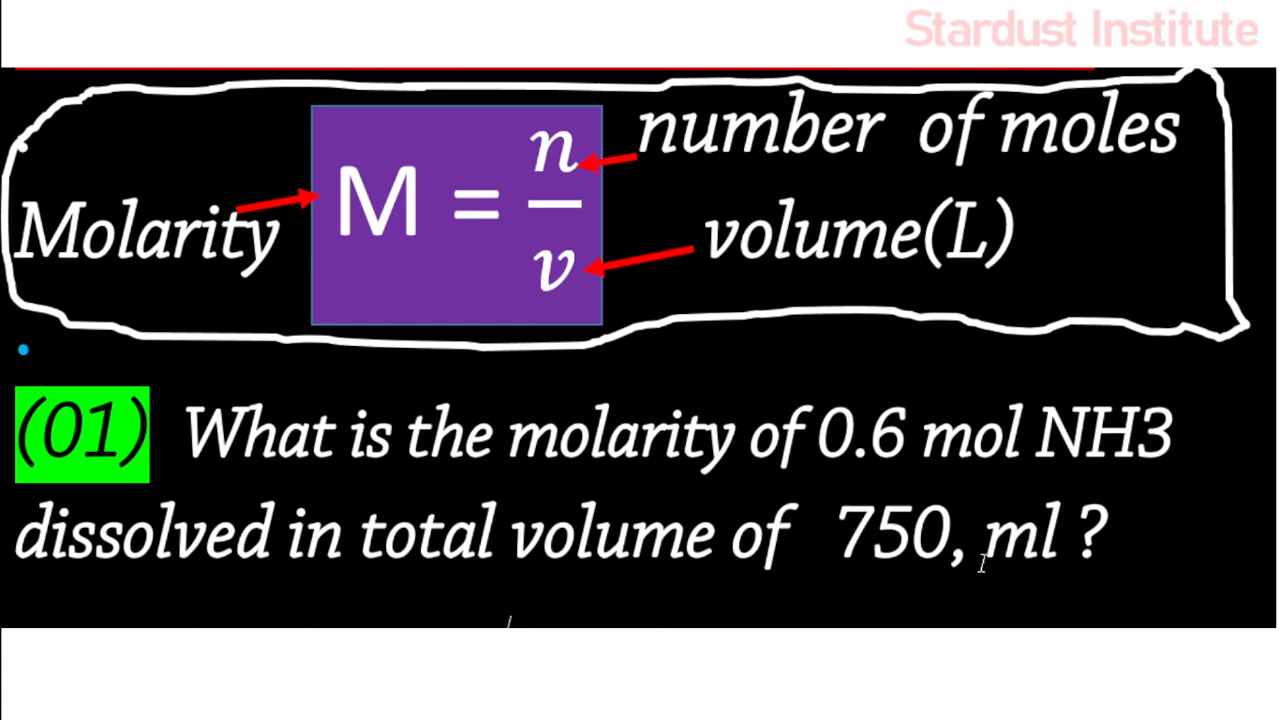 Stardust Institute
number of moles
M = n/v
Molarity
volume(L)
(01) What is the molarity of 0.6 mol NH3
dissolved in total volume of 750, ml ?